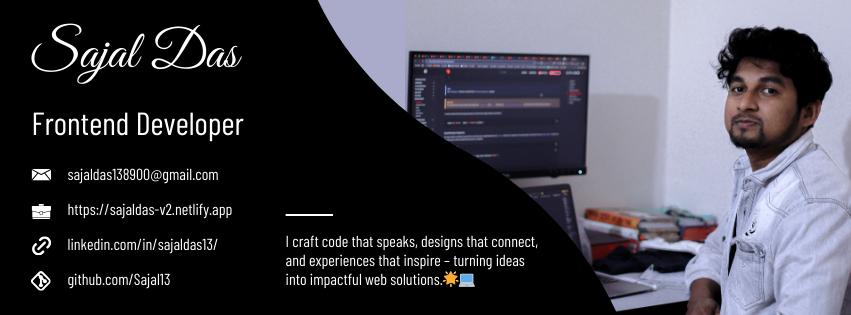 Sajal Das
Frontend Developer
sajaldas138900@gmail.com
https://sajaldas-v2.netlify.app
linkedin.com/in/sajaldas13/
github.com/Sajal13
I craft code that speaks, designs that connect,
and experiences that inspire – turning ideas
into impactful web solutions.🌟💻